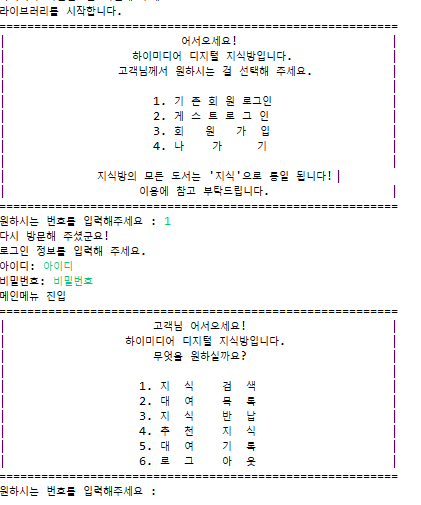 라이브러리를 시작합니다.
=========================================================
| 어서오세요! |
| 하이미디어 디지털 지식방입니다. |
| 고객님께서 원하시는 걸 선택해 주세요. |
| |
| 1. 기 존 회 원 로그인 |
| 2. 게 스 트 로 그 인 |
| 3. 회 원 가 입 |
| 4. 나 가 기 |
| |
| 지식방의 모든 도서는 '지식'으로 통일 됩니다! |
| 이용에 참고 부탁드립니다. |
=========================================================
원하시는 번호를 입력해주세요 : 1
다시 방문해 주셨군요!
로그인 정보를 입력해 주세요.
아이디: 아이디
비밀번호: 비밀번호
메인메뉴 진입
=========================================================
| 고객님 어서오세요! |
| 하이미디어 디지털 지식방입니다. |
| 무엇을 원하실까요? |
| |
| 1. 지 식 검 색 |
| 2. 대 여 목 록 |
| 3. 지 식 반 납 |
| 4. 추 천 지 식 |
| 5. 대 여 기 록 |
| 6. 로 그 아 웃 |
=========================================================
원하시는 번호를 입력해주세요 :